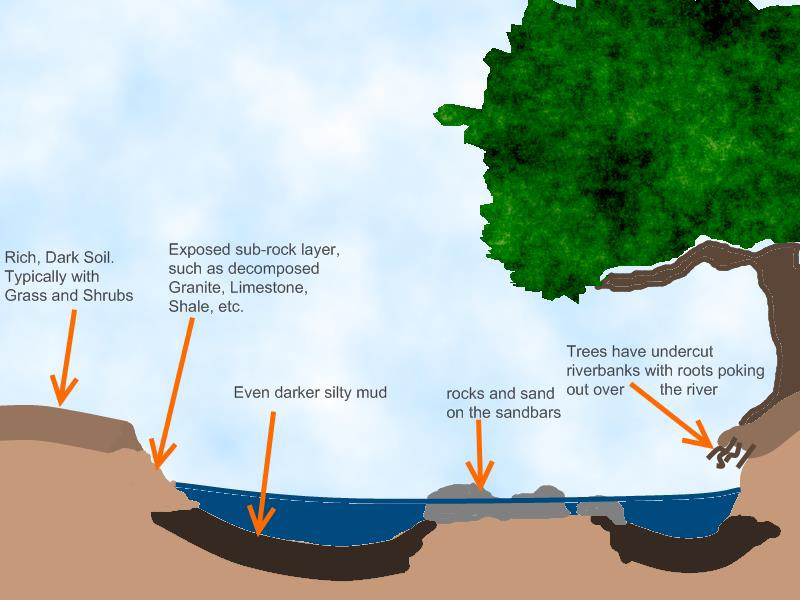 Rich, Dark Soil.
Typically with
Grass and Shrubs
Exposed sub-rock layer,
such as decomposed
Granite, Limestone,
Shale, etc.
Even darker silty mud
rocks and sand
on the sandbars
Trees have undercut
riverbanks with roots poking
out over the river